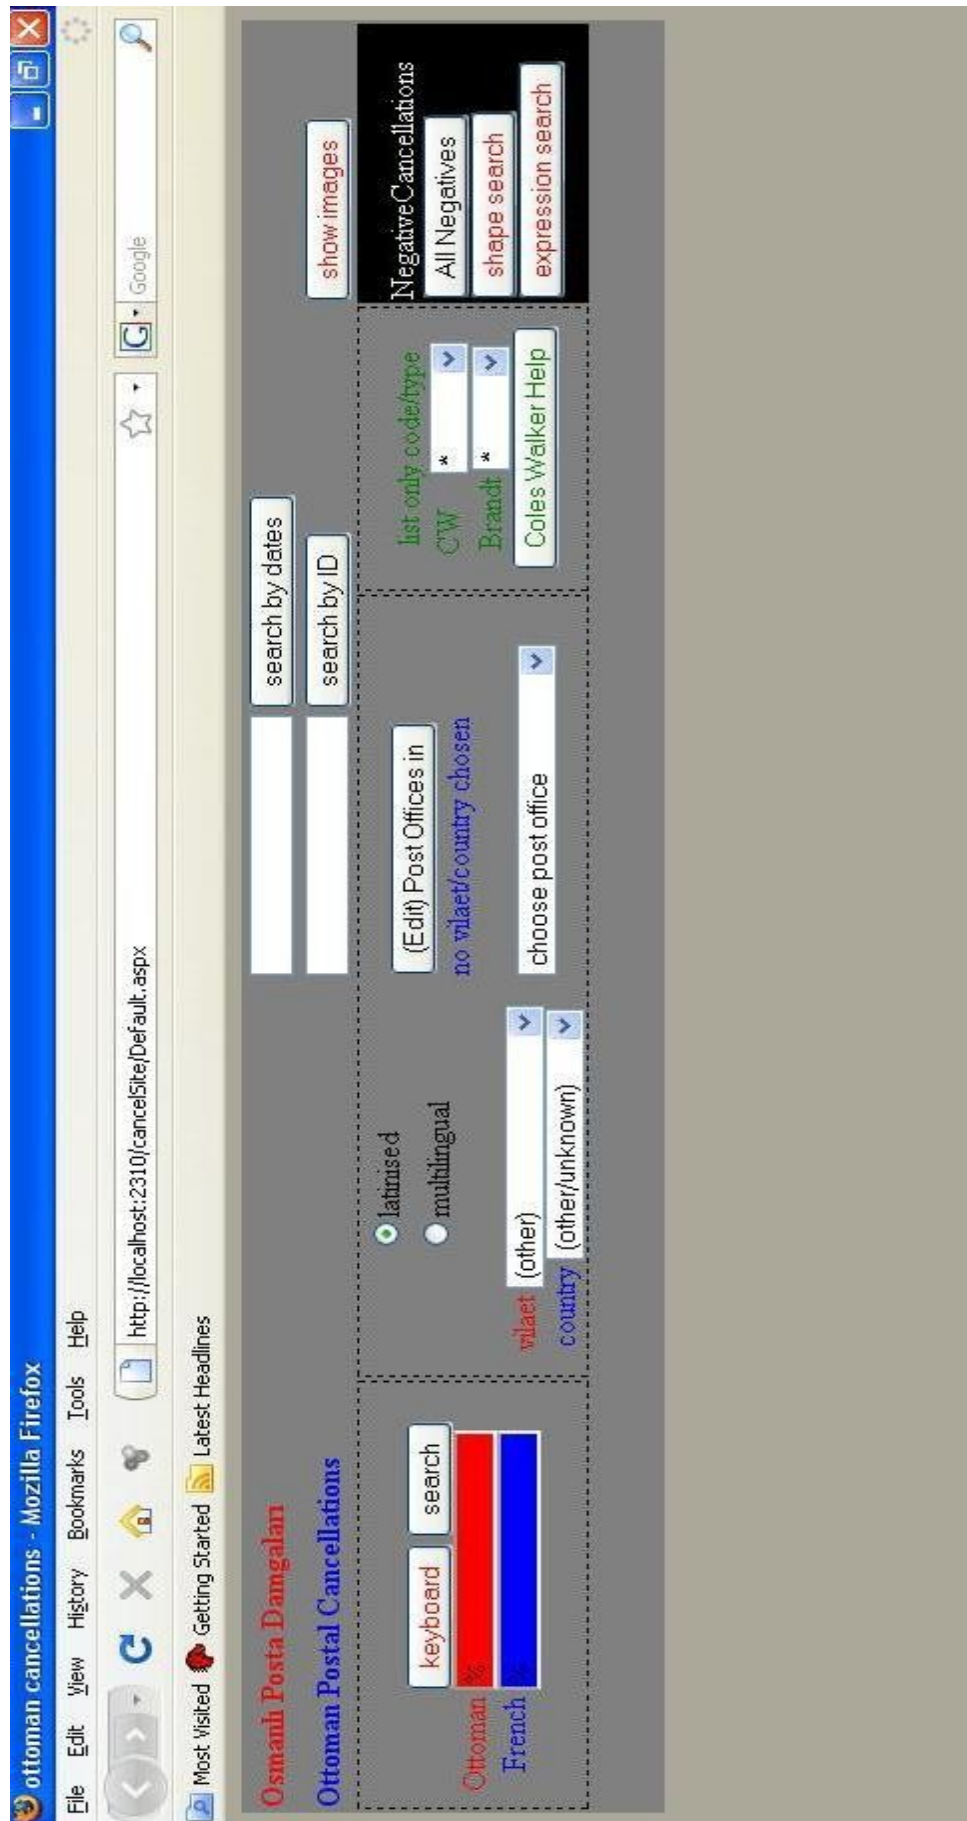 ottoman cancellations - Mozilla Firefox
File Edit View History Bookmarks Tools Help
http://localhost:2310/cancelSite/Default.aspx
Google
Most Visited Getting Started Latest Headlines
Osmanlı Posta Damgaları
search by dates
Ottoman Postal Cancellations
search by ID
show images
keyboard search
Ottoman %
French %
latinised
multilingual
vilaet (other)
country (other/unknown)
(Edit) Post Offices in
no vilaet/country chosen
choose post office
list only code/type
CW *
Brandt *
Coles Walker Help
NegativeCancellations
All Negatives
shape search
expression search